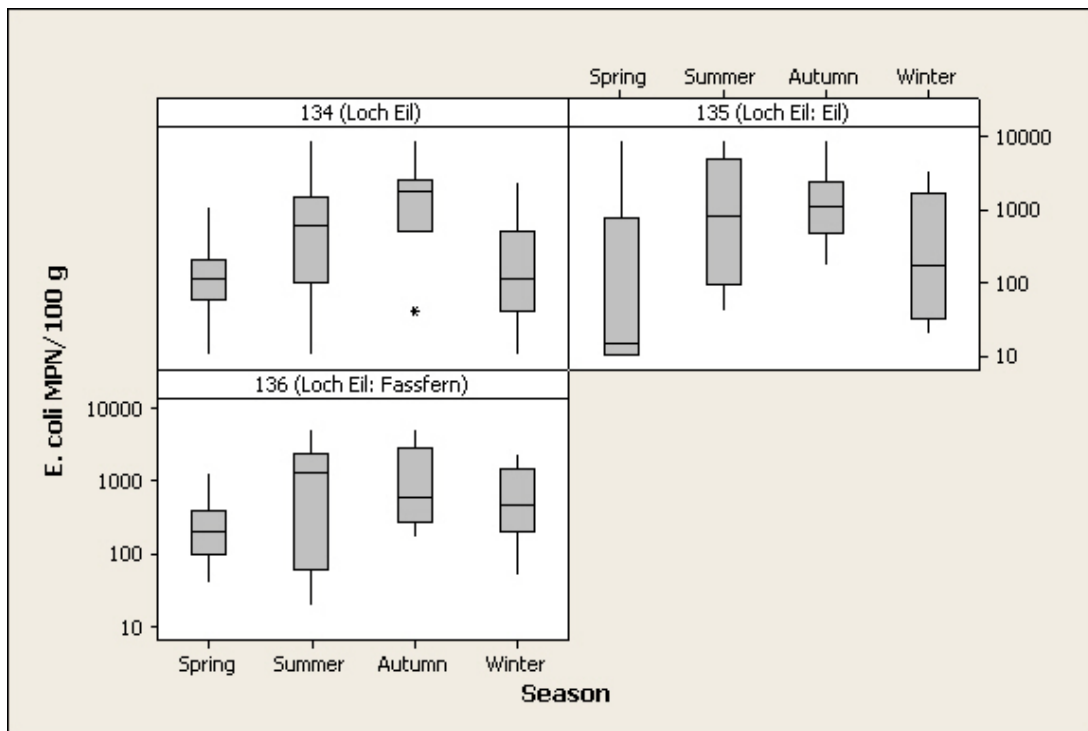 Spring Summer Autumn Winter
134 (Loch Eil) 135 (Loch Eil: Eil)
10000
1000
100
10
136 (Loch Eil: Fassfern)
10000
1000
100
10
E. coli MPN/100 g
Spring Summer Autumn Winter
Season